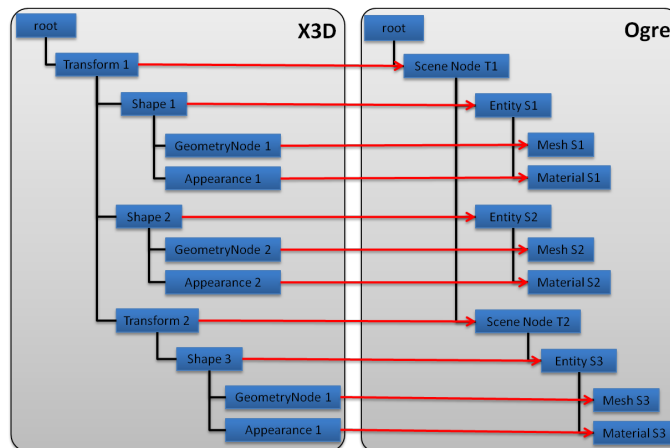 X3D
root
Transform 1
Shape 1
GeometryNode 1
Appearance 1
Shape 2
GeometryNode 2
Appearance 2
Transform 2
Shape 3
GeometryNode 1
Appearance 1
Ogre
root
Scene Node T1
Entity S1
Mesh S1
Material S1
Entity S2
Mesh S2
Material S2
Scene Node T2
Entity S3
Mesh S3
Material S3